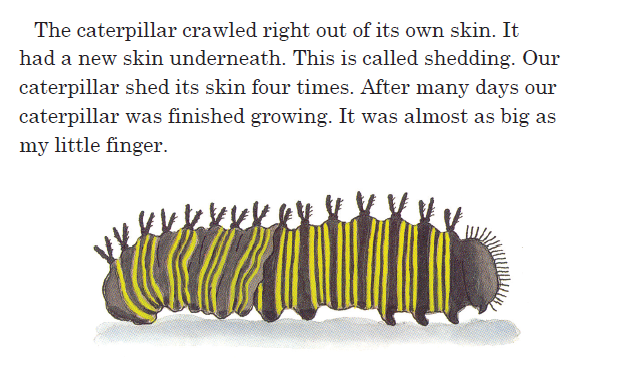 The caterpillar crawled right out of its own skin. It
had a new skin underneath. This is called shedding. Our
caterpillar shed its skin four times. After many days our
caterpillar was finished growing. It was almost as big as
my little finger.